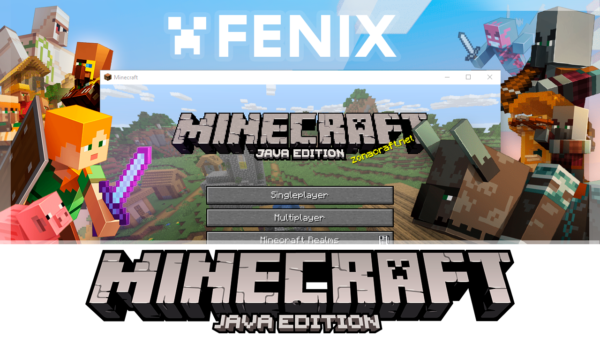 FENIX
Minecraft
MINECRAFT
JAVA EDITION
zonacraft.net
Singleplayer
Multiplayer
Minecraft Realms
MINECRAFT
JAVA EDITION